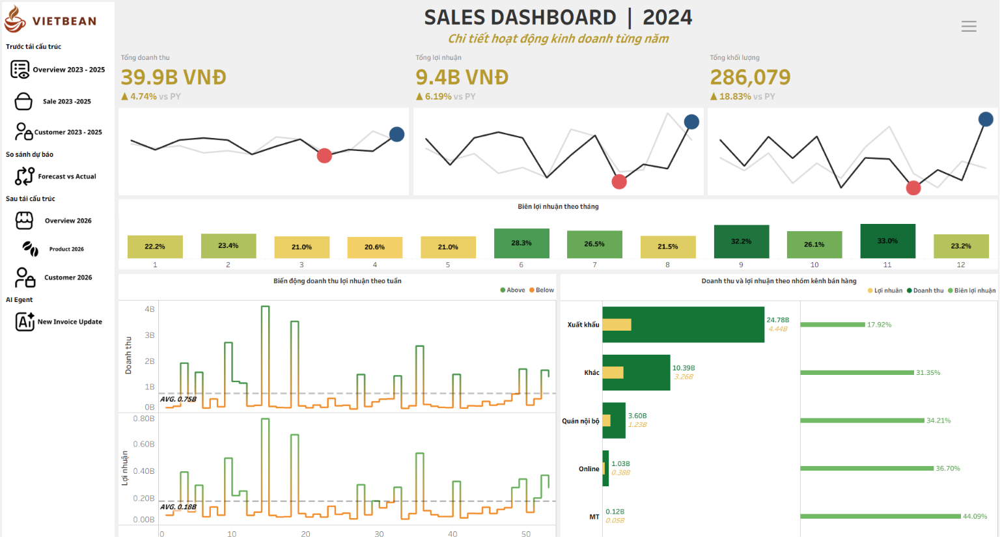 VIETBEAN
Trước tái cấu trúc
Overview 2023 - 2025
Sale 2023 -2025
Customer 2023 - 2025
So sánh dự báo
Forecast vs Actual
Sau tái cấu trúc
Overview 2026
Product 2026
Customer 2026
AI Egent
Ai
New Invoice Update
SALES DASHBOARD | 2024
Chi tiết hoạt động kinh doanh từng năm
Tổng doanh thu
39.9B VNĐ
▲ 4.74% vs PY
Tổng lợi nhuận
9.4B VNĐ
▲ 6.19% vs PY
Tổng khối lượng
286,079
▲ 18.83% vs PY
Biên lợi nhuận theo tháng
22.2% 23.4% 21.0% 20.6% 21.0% 28.3% 26.5% 21.5% 32.2% 26.1% 33.0% 23.2%
1 2 3 4 5 6 7 8 9 10 11 12
Biến động doanh thu lợi nhuận theo tuần
Above Below
Doanh thu
4B
3B
2B
1B
AVG. 0.75B
0B
Lợi nhuận
0.80B
0.60B
0.40B
0.20B
AVG. 0.18B
0.00B
0 10 20 30 40 50
Doanh thu và lợi nhuận theo nhóm kênh bán hàng
Lợi nhuận Doanh thu Biên lợi nhuận
Xuất khẩu 24.78B 17.92%
4.44B
Khác 10.39B 31.35%
3.26B
Quán nội bộ 3.60B 34.21%
1.23B
Online 1.03B 36.70%
0.38B
MT 0.12B 44.09%
0.05B